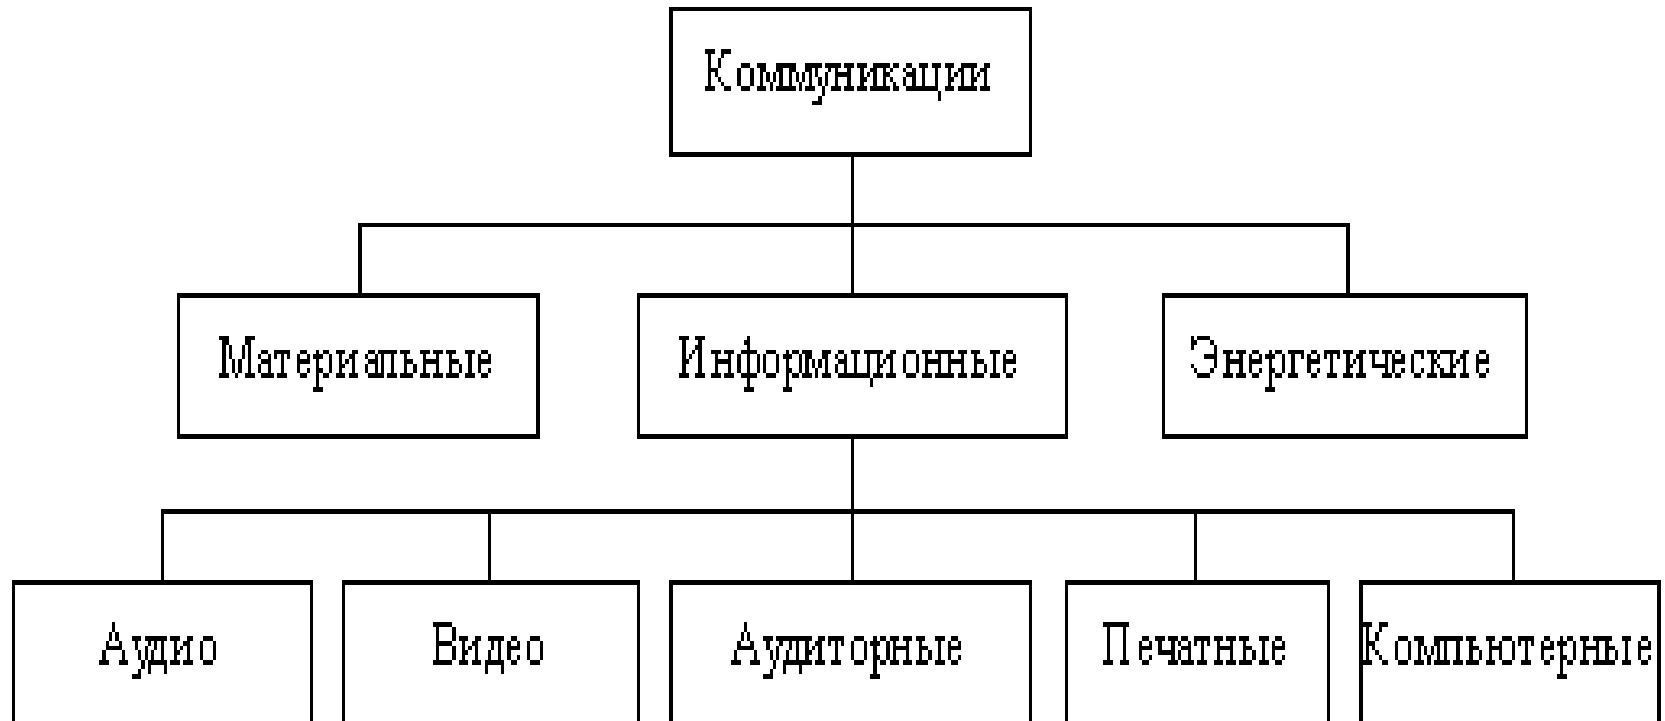 Коммуникации
Материальные
Информационные
Энергетические
Аудио
Видео
Аудиторные
Печатные
Компьютерные